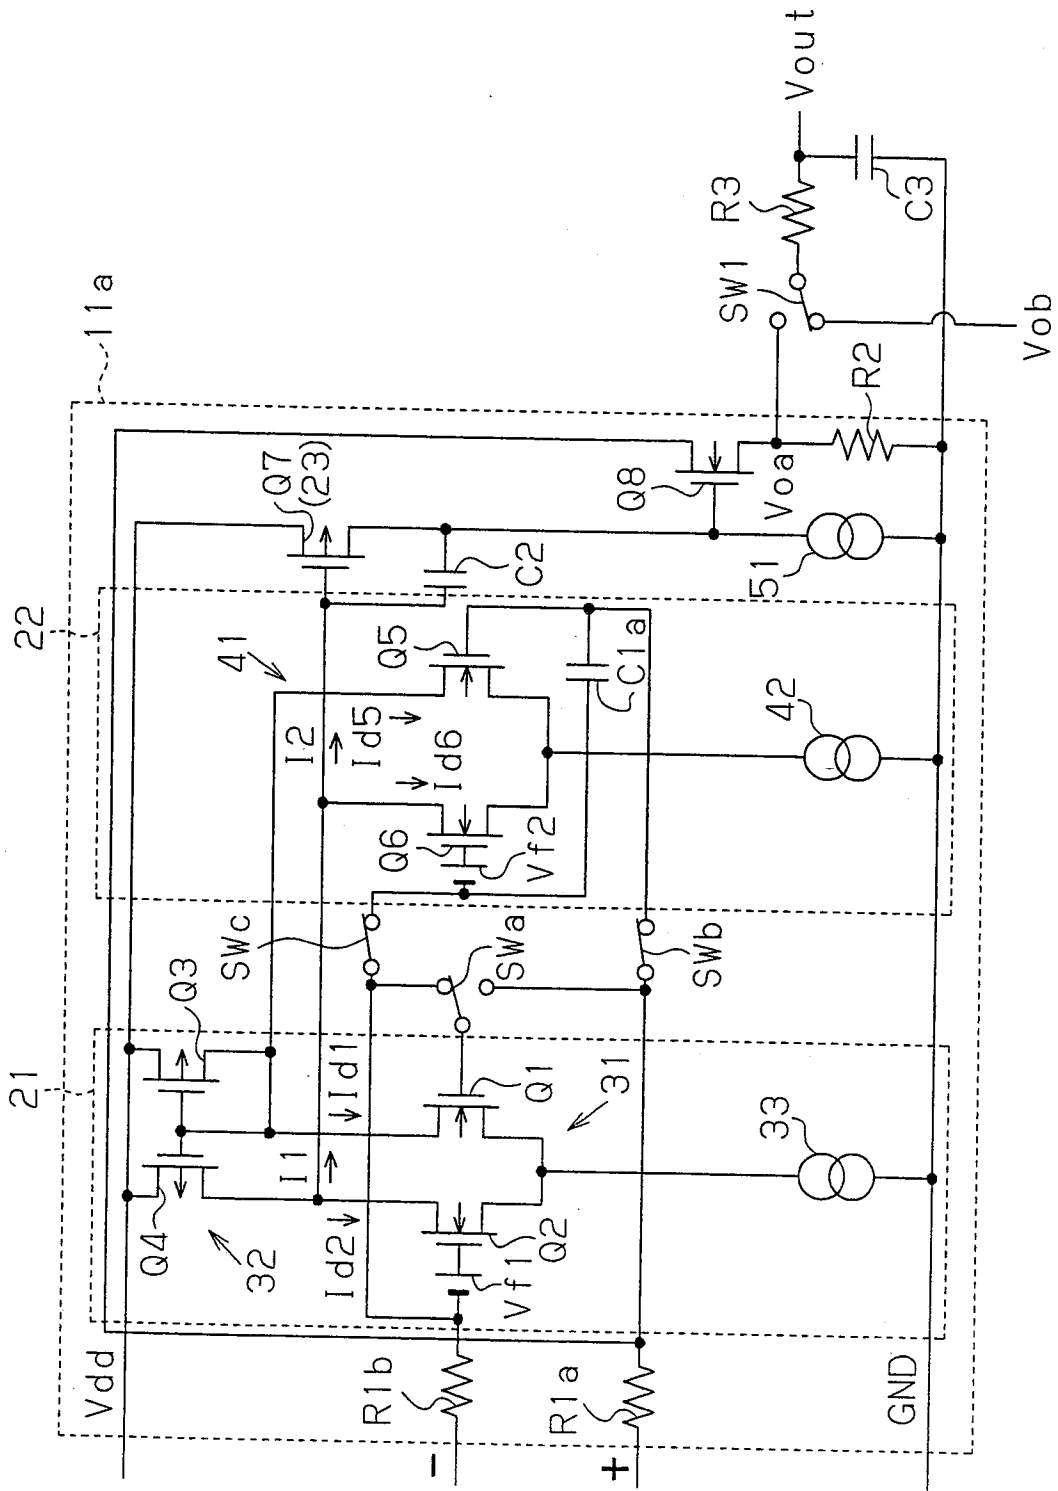 11a
22
21
Vdd
Q4
32
Q3
I1
Id2
Id1
Vf1
Q2
Q1
31
33
R1b
R1a
−
+
GND
SWc
SWa
SWb
I2
41
Id5
Id6
Q6
Vf2
Q5
C1a
42
Q7
(23)
C2
Q8
Voa
51
R2
SW1
Vob
R3
C3
Vout